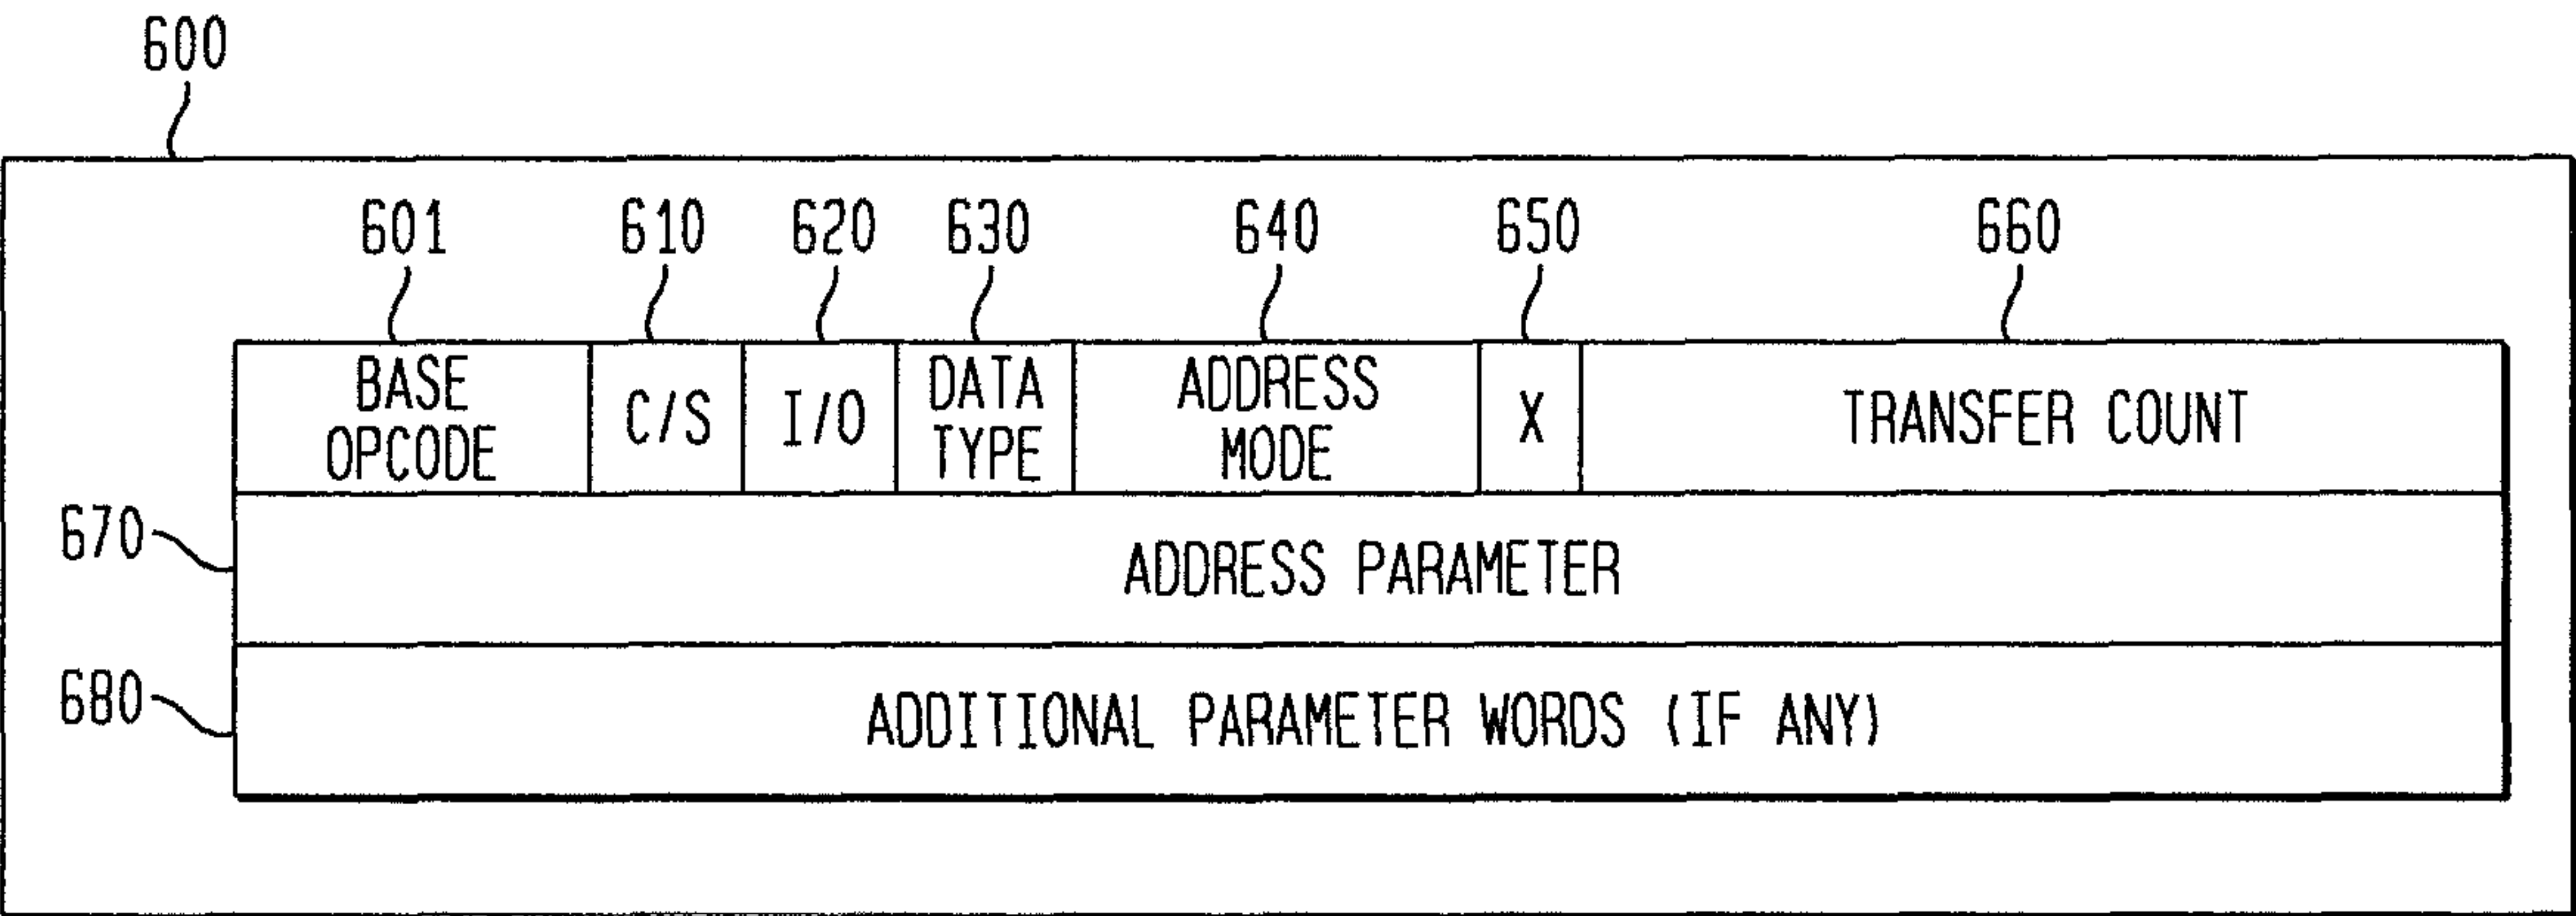 600
601 610 620 630 640 650 660
BASE OPCODE C/S I/O DATA TYPE ADDRESS MODE X TRANSFER COUNT
670 ADDRESS PARAMETER
680 ADDITIONAL PARAMETER WORDS (IF ANY)